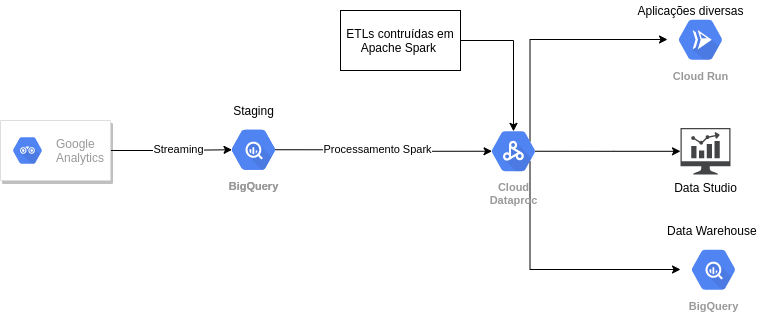 Aplicações diversas
ETLs contruídas em
Apache Spark
Cloud Run
Staging
Google
Analytics
Streaming
Processamento Spark
BigQuery
Cloud
Dataproc
Data Studio
Data Warehouse
BigQuery